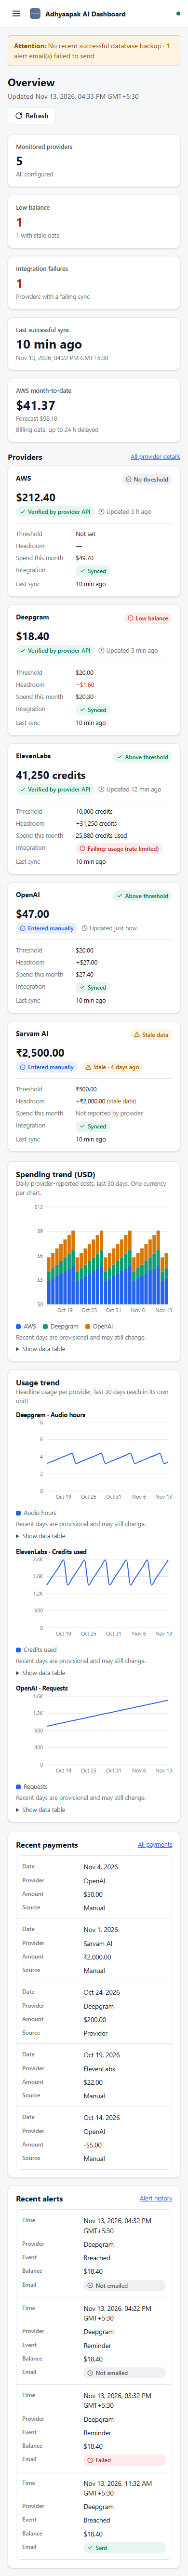 Adhyaapak AI Dashboard
Attention: No recent successful database backup · 1
alert email(s) failed to send
Overview
Updated Nov 13, 2026, 04:33 PM GMT+5:30
Refresh
Monitored providers
5
All configured
Low balance
1
1 with stale data
Integration failures
1
Providers with a failing sync
Last successful sync
10 min ago
Nov 13, 2026, 04:22 PM GMT+5:30
AWS month-to-date
$41.37
Forecast $98.10
Billing data, up to 24 h delayed
Providers
All provider details
AWS
No threshold
$212.40
Verified by provider API
Updated 5 h ago
Threshold Not set
Headroom —
Spend this month $49.70
Integration Synced
Last sync 10 min ago
Deepgram
Low balance
$18.40
Verified by provider API
Updated 5 min ago
Threshold $20.00
Headroom −$1.60
Spend this month $20.30
Integration Synced
Last sync 10 min ago
ElevenLabs
Above threshold
41,250 credits
Verified by provider API
Updated 12 min ago
Threshold 10,000 credits
Headroom +31,250 credits
Spend this month 25,880 credits used
Integration Failing: usage (rate limited)
Last sync 10 min ago
OpenAI
Above threshold
$47.00
Entered manually
Updated just now
Threshold $20.00
Headroom +$27.00
Spend this month $27.40
Integration Synced
Last sync 10 min ago
Sarvam AI
Stale data
₹2,500.00
Entered manually
Stale · 4 days ago
Threshold ₹500.00
Headroom +₹2,000.00 (stale data)
Spend this month Not reported by provider
Integration Synced
Last sync 10 min ago
Spending trend (USD)
Daily provider-reported costs, last 30 days. One currency
per chart.
$12
$9
$6
$3
$0
Oct 19 Oct 25 Oct 31 Nov 6 Nov 13
AWS Deepgram OpenAI
Recent days are provisional and may still change.
Show data table
Usage trend
Headline usage per provider, last 30 days (each in its own
unit)
Deepgram · Audio hours
8
6
4
2
0
Oct 19 Oct 25 Oct 31 Nov 6 Nov 13
Audio hours
Recent days are provisional and may still change.
Show data table
ElevenLabs · Credits used
2.4K
1.8K
1.2K
600
0
Oct 19 Oct 25 Oct 31 Nov 6 Nov 13
Credits used
Recent days are provisional and may still change.
Show data table
OpenAI · Requests
1.6K
1.2K
800
400
0
Oct 19 Oct 25 Oct 31 Nov 6 Nov 13
Requests
Recent days are provisional and may still change.
Show data table
Recent payments
All payments
Date Nov 4, 2026
Provider OpenAI
Amount $50.00
Source Manual
Date Nov 1, 2026
Provider Sarvam AI
Amount ₹2,000.00
Source Manual
Date Oct 24, 2026
Provider Deepgram
Amount $200.00
Source Provider
Date Oct 19, 2026
Provider ElevenLabs
Amount $22.00
Source Manual
Date Oct 14, 2026
Provider OpenAI
Amount -$5.00
Source Manual
Recent alerts
Alert history
Time Nov 13, 2026, 04:32 PM
GMT+5:30
Provider Deepgram
Event Breached
Balance $18.40
Email Not emailed
Time Nov 13, 2026, 04:22 PM
GMT+5:30
Provider Deepgram
Event Reminder
Balance $18.40
Email Not emailed
Time Nov 13, 2026, 03:32 PM
GMT+5:30
Provider Deepgram
Event Reminder
Balance $18.40
Email Failed
Time Nov 13, 2026, 11:32 AM
GMT+5:30
Provider Deepgram
Event Breached
Balance $18.40
Email Sent